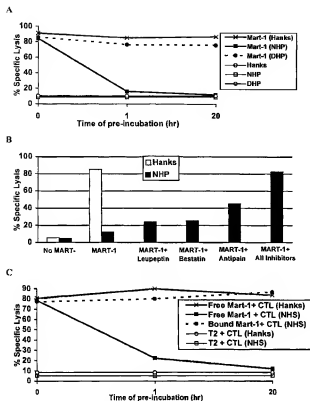 A
% Specific Lysis
100
80
60
40
20
0
Mart-1 (Hanks)
Mart-1 (NHP)
Mart-1 (DHP)
Hanks
NHP
DHP
0 1 20
Time of pre-incubation (hr)
B
% Specific Lysis
100
80
60
40
20
0
Hanks
NHP
No MART- MART-1 MART-1+ Leupeptin MART-1+ Bestatin MART-1+ Antipain MART-1+ All Inhibitors
C
% Specific Lysis
90
80
70
60
50
40
30
20
10
0
Free Mart-1+ CTL (Hanks)
Free Mart-1 + CTL (NHS)
Bound Mart-1+ CTL (NHS)
T2 + CTL (Hanks)
T2 + CTL (NHS)
0 1 20
Time of pre-incubation (hr)